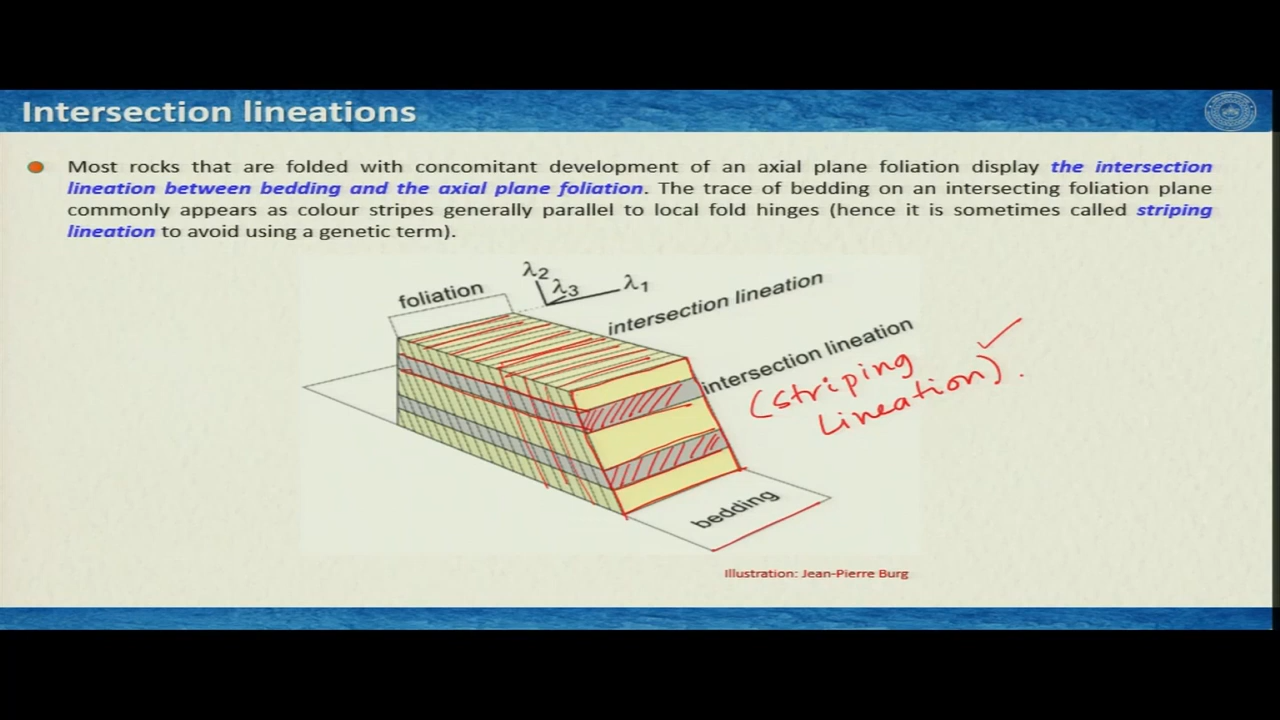 Intersection lineations
Most rocks that are folded with concomitant development of an axial plane foliation display the intersection
lineation between bedding and the axial plane foliation. The trace of bedding on an intersecting foliation plane
commonly appears as colour stripes generally parallel to local fold hinges (hence it is sometimes called striping
lineation to avoid using a genetic term).
λ2
λ3
λ1
foliation
intersection lineation
intersection lineation
(striping
Lineation).
bedding
Illustration: Jean-Pierre Burg